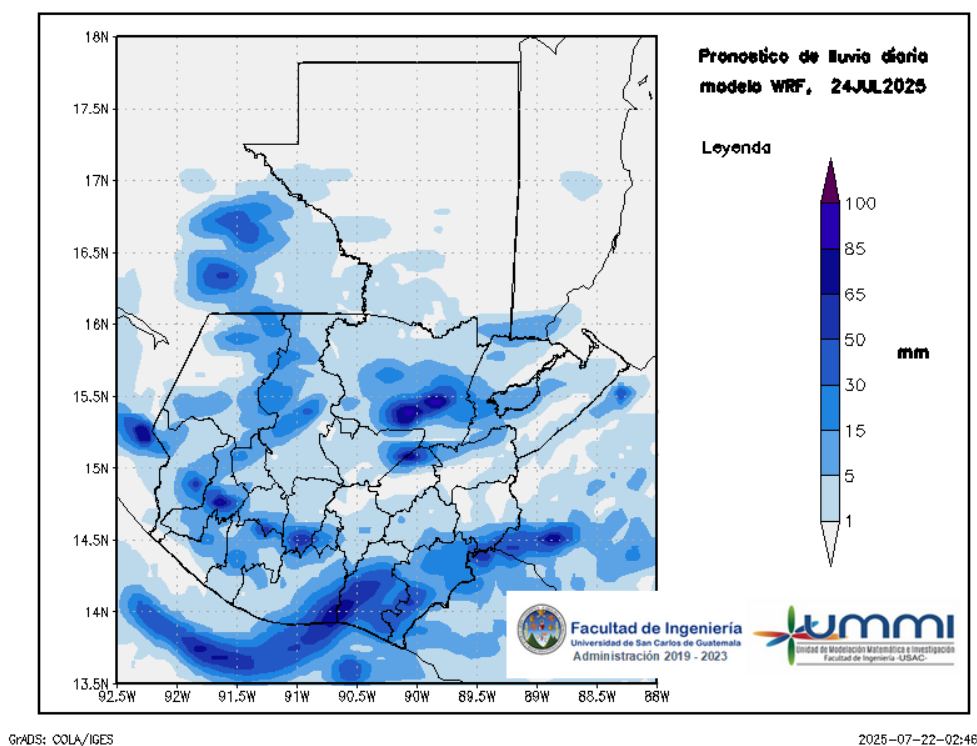 Pronostico de lluvia diaria
modelo WRF, 24JUL2025
Leyenda
100
85
65
50
30
15
5
1
mm
18N
17.5N
17N
16.5N
16N
15.5N
15N
14.5N
14N
13.5N
92.5W
92W
91.5W
91W
90.5W
90W
89.5W
89W
88.5W
88W
Facultad de Ingeniería
Universidad de San Carlos de Guatemala
Administración 2019 - 2023
ummi
Unidad de Modelación Matemática e Investigación
Facultad de Ingeniería -USAC-
GrADS: COLA/IGES
2025-07-22-02:46